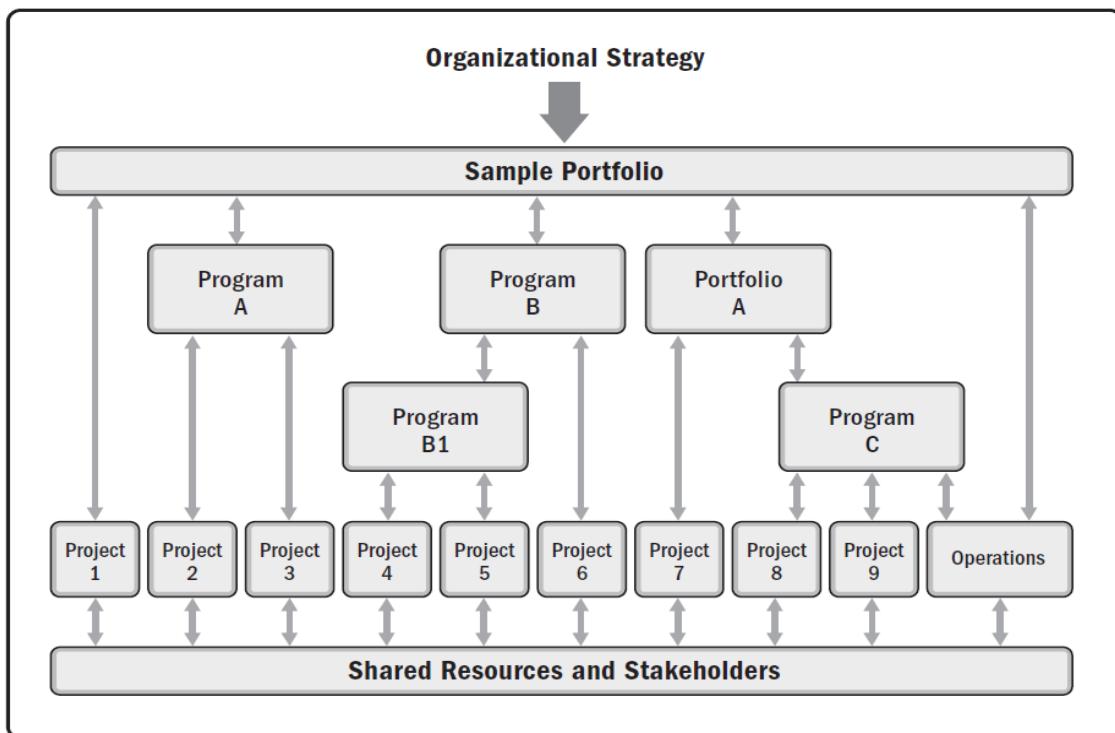 Organizational Strategy
Sample Portfolio
Program
A
Program
B
Portfolio
A
Program
B1
Program
C
Project
1
Project
2
Project
3
Project
4
Project
5
Project
6
Project
7
Project
8
Project
9
Operations
Shared Resources and Stakeholders